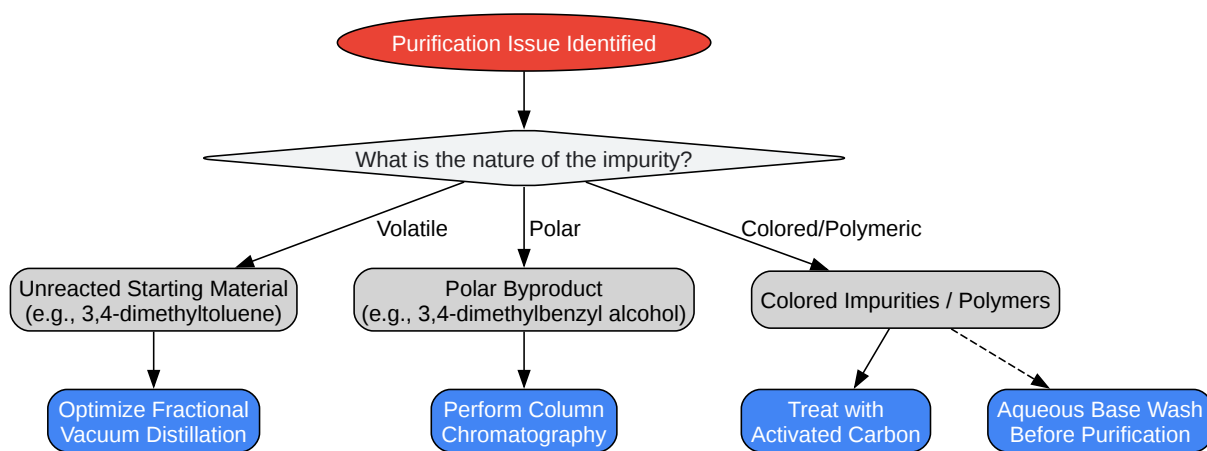 Purification Issue Identified
What is the nature of the impurity?
Volatile
Polar
Colored/Polymeric
Unreacted Starting Material
(e.g., 3,4-dimethyltoluene)
Polar Byproduct
(e.g., 3,4-dimethylbenzyl alcohol)
Colored Impurities / Polymers
Optimize Fractional
Vacuum Distillation
Perform Column
Chromatography
Treat with
Activated Carbon
Aqueous Base Wash
Before Purification